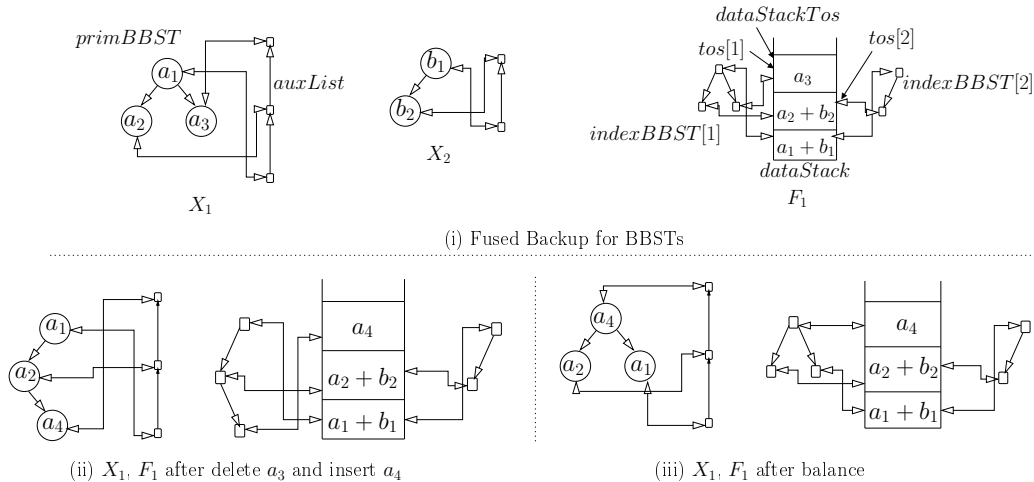 primBBST
a₁
a₂
a₃
auxList
X₁
b₁
b₂
X₂
dataStackTos
tos[1]
tos[2]
a₃
a₂ + b₂
a₁ + b₁
indexBBST[1]
indexBBST[2]
dataStack
F₁
(i) Fused Backup for BBSTs
a₁
a₂
a₄
a₄
a₂ + b₂
a₁ + b₁
(ii) X₁, F₁ after delete a₃ and insert a₄
a₄
a₂
a₁
a₄
a₂ + b₂
a₁ + b₁
(iii) X₁, F₁ after balance